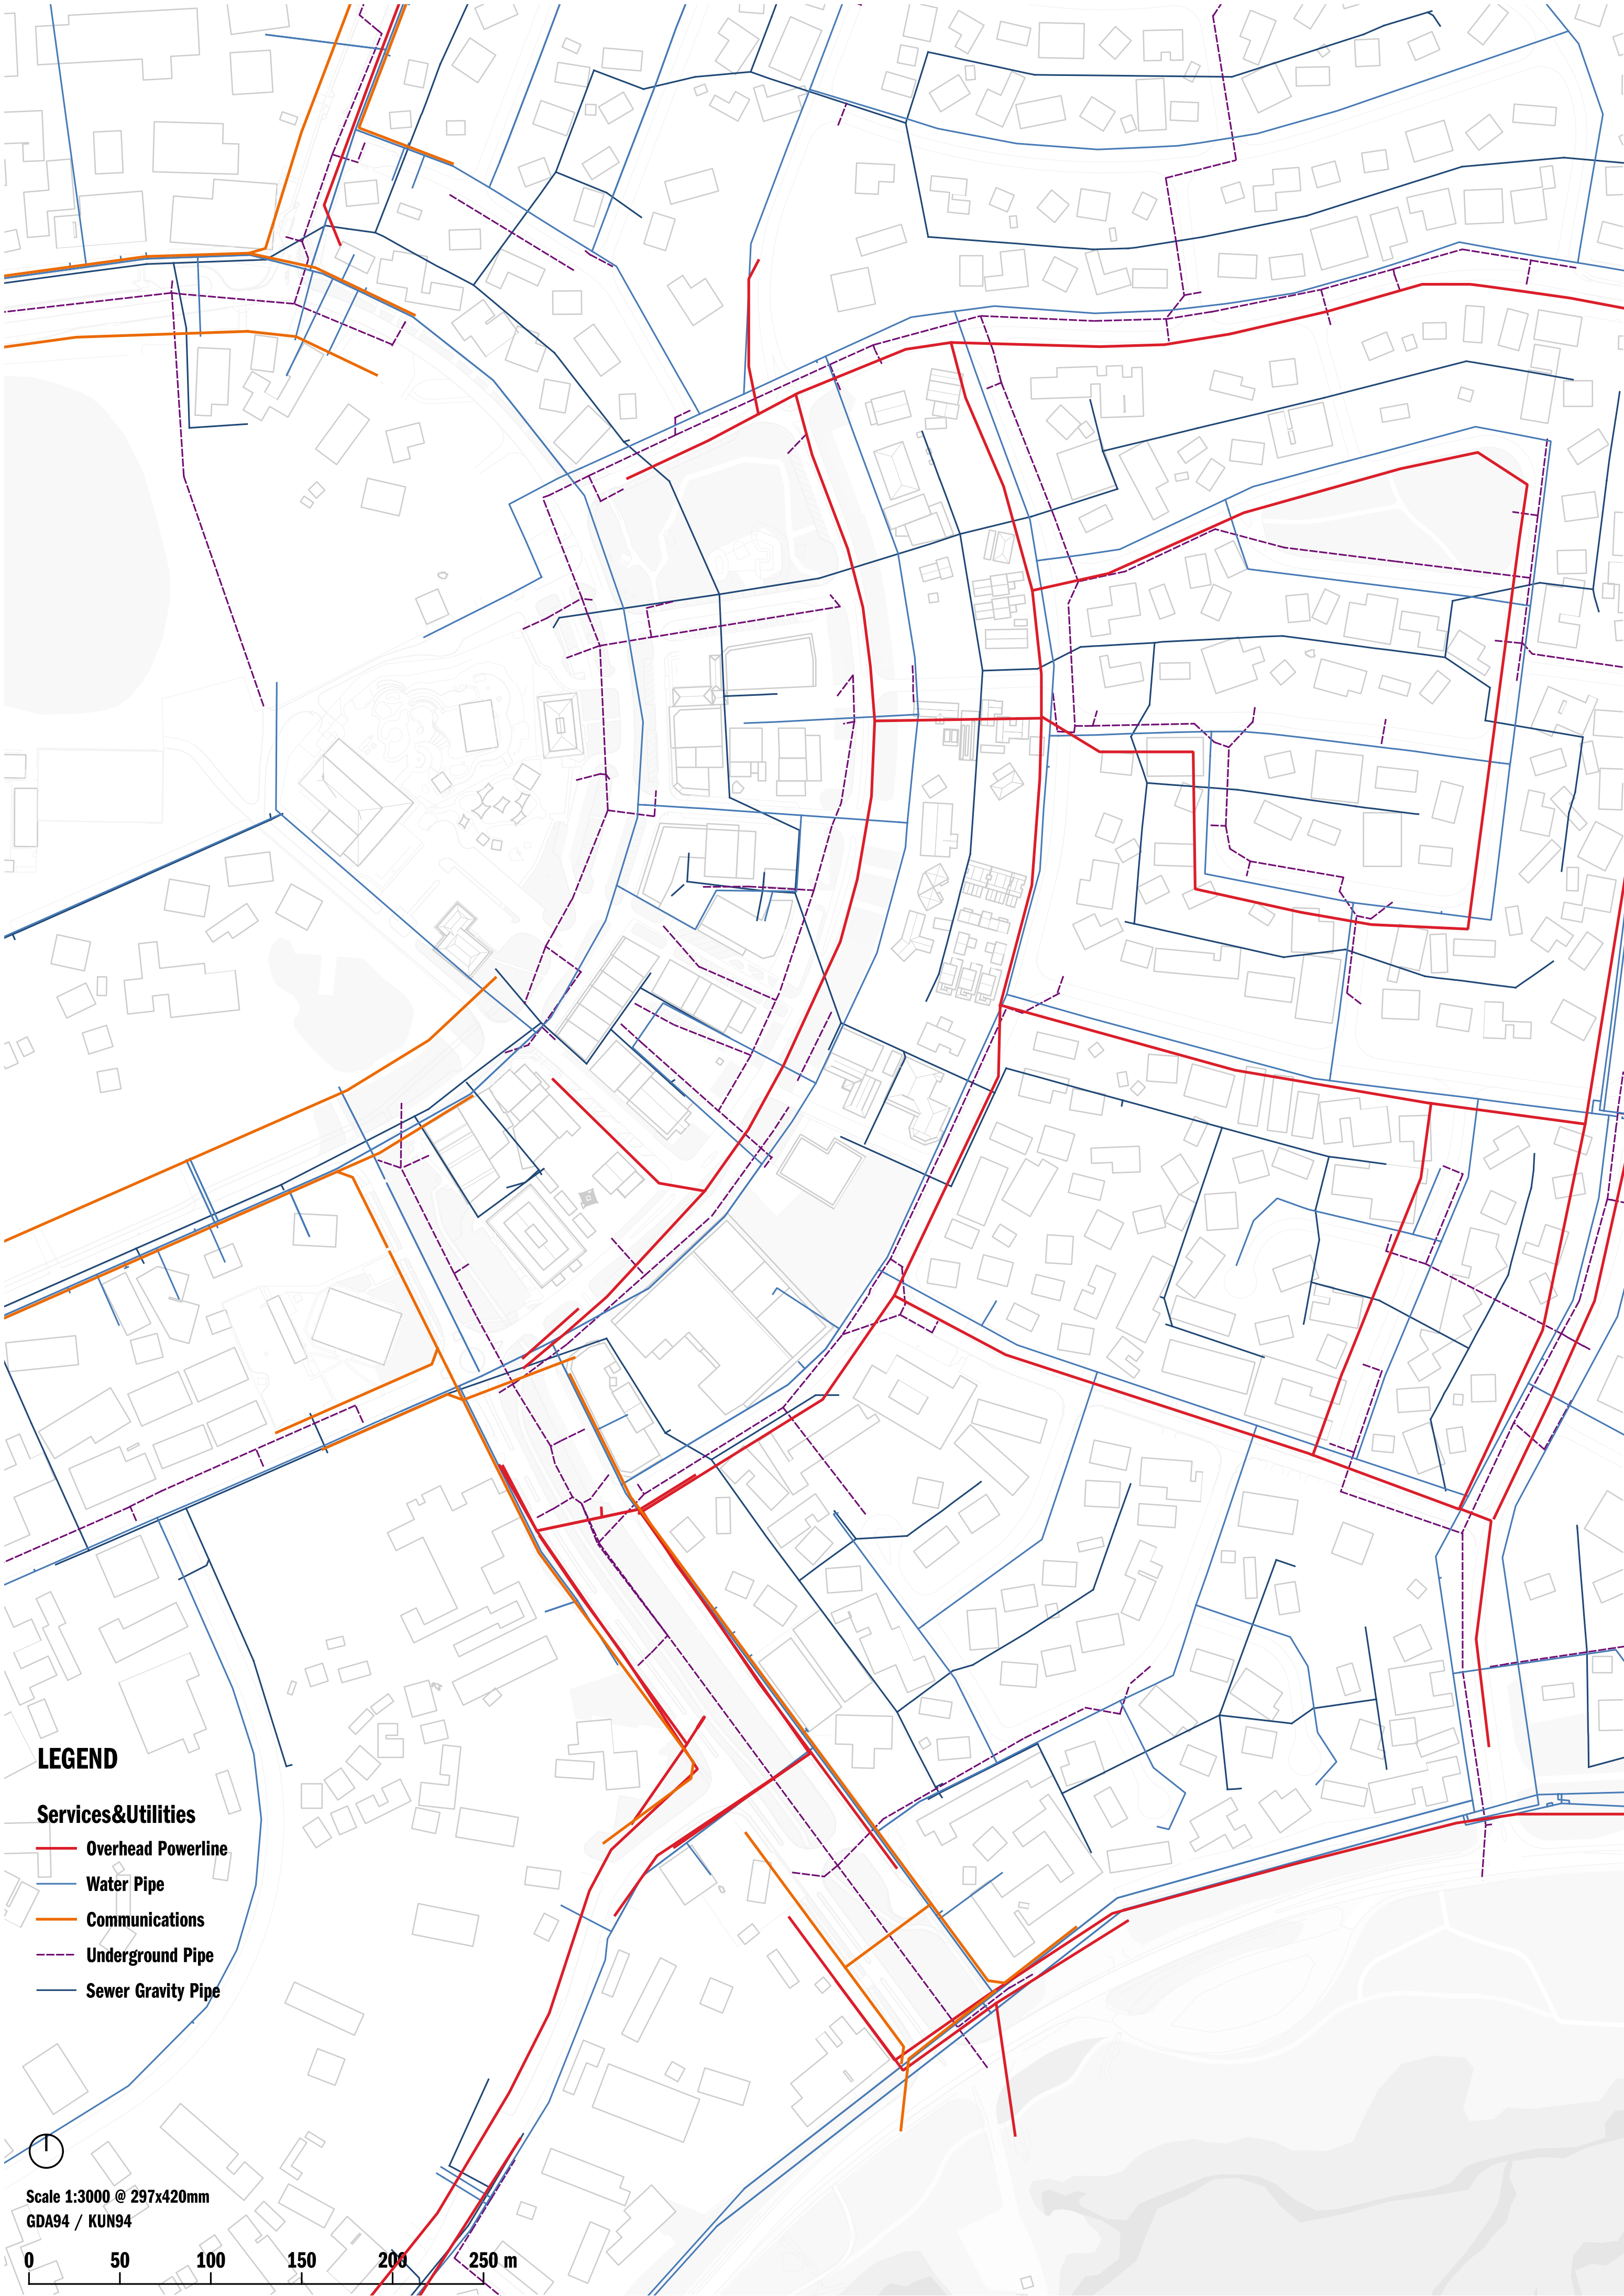 LEGEND
Services&Utilities
Overhead Powerline
Water Pipe
Communications
Underground Pipe
Sewer Gravity Pipe
Scale 1:3000 @ 297x420mm
GDA94 / KUN94
0 50 100 150 200 250 m